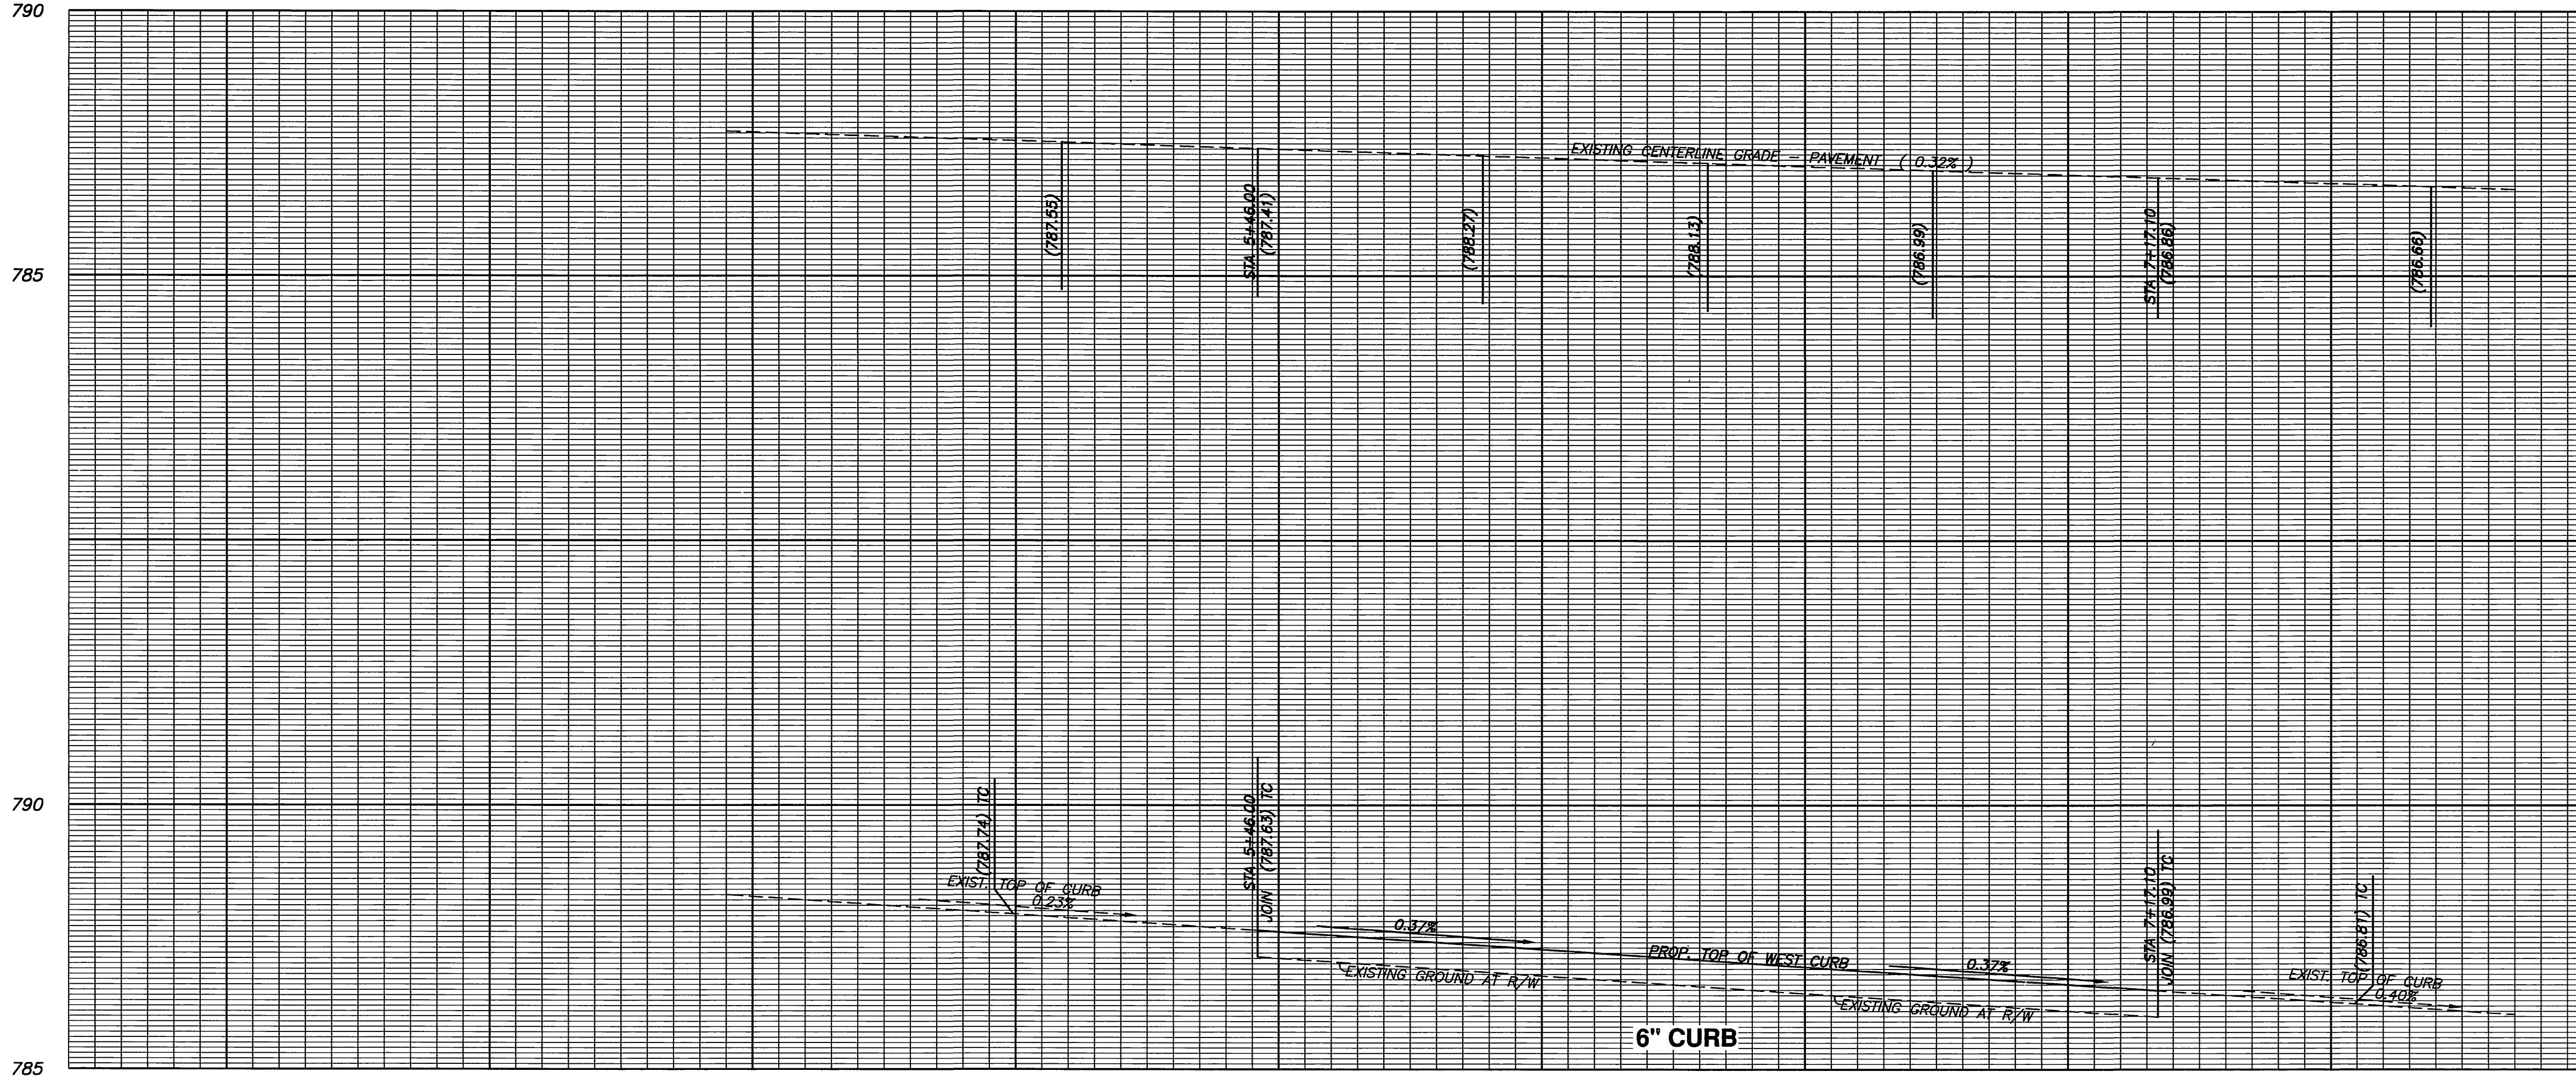 790
EXISTING CENTERLINE GRADE – PAVEMENT ( 0.32% )
(787.55)
STA 5+46.00
(787.41)
(788.27)
(788.13)
(786.99)
STA 7+17.10
(786.86)
(786.66)
785
790
(787.74) TC
STA 5+46.00
JOIN (787.63) TC
STA 7+17.10
JOIN (786.99) TC
(786.81) TC
EXIST. TOP OF CURB
0.23%
0.37%
PROP. TOP OF WEST CURB
0.37%
EXISTING GROUND AT R/W
EXIST. TOP OF CURB
0.40%
EXISTING GROUND AT R/W
6" CURB
785